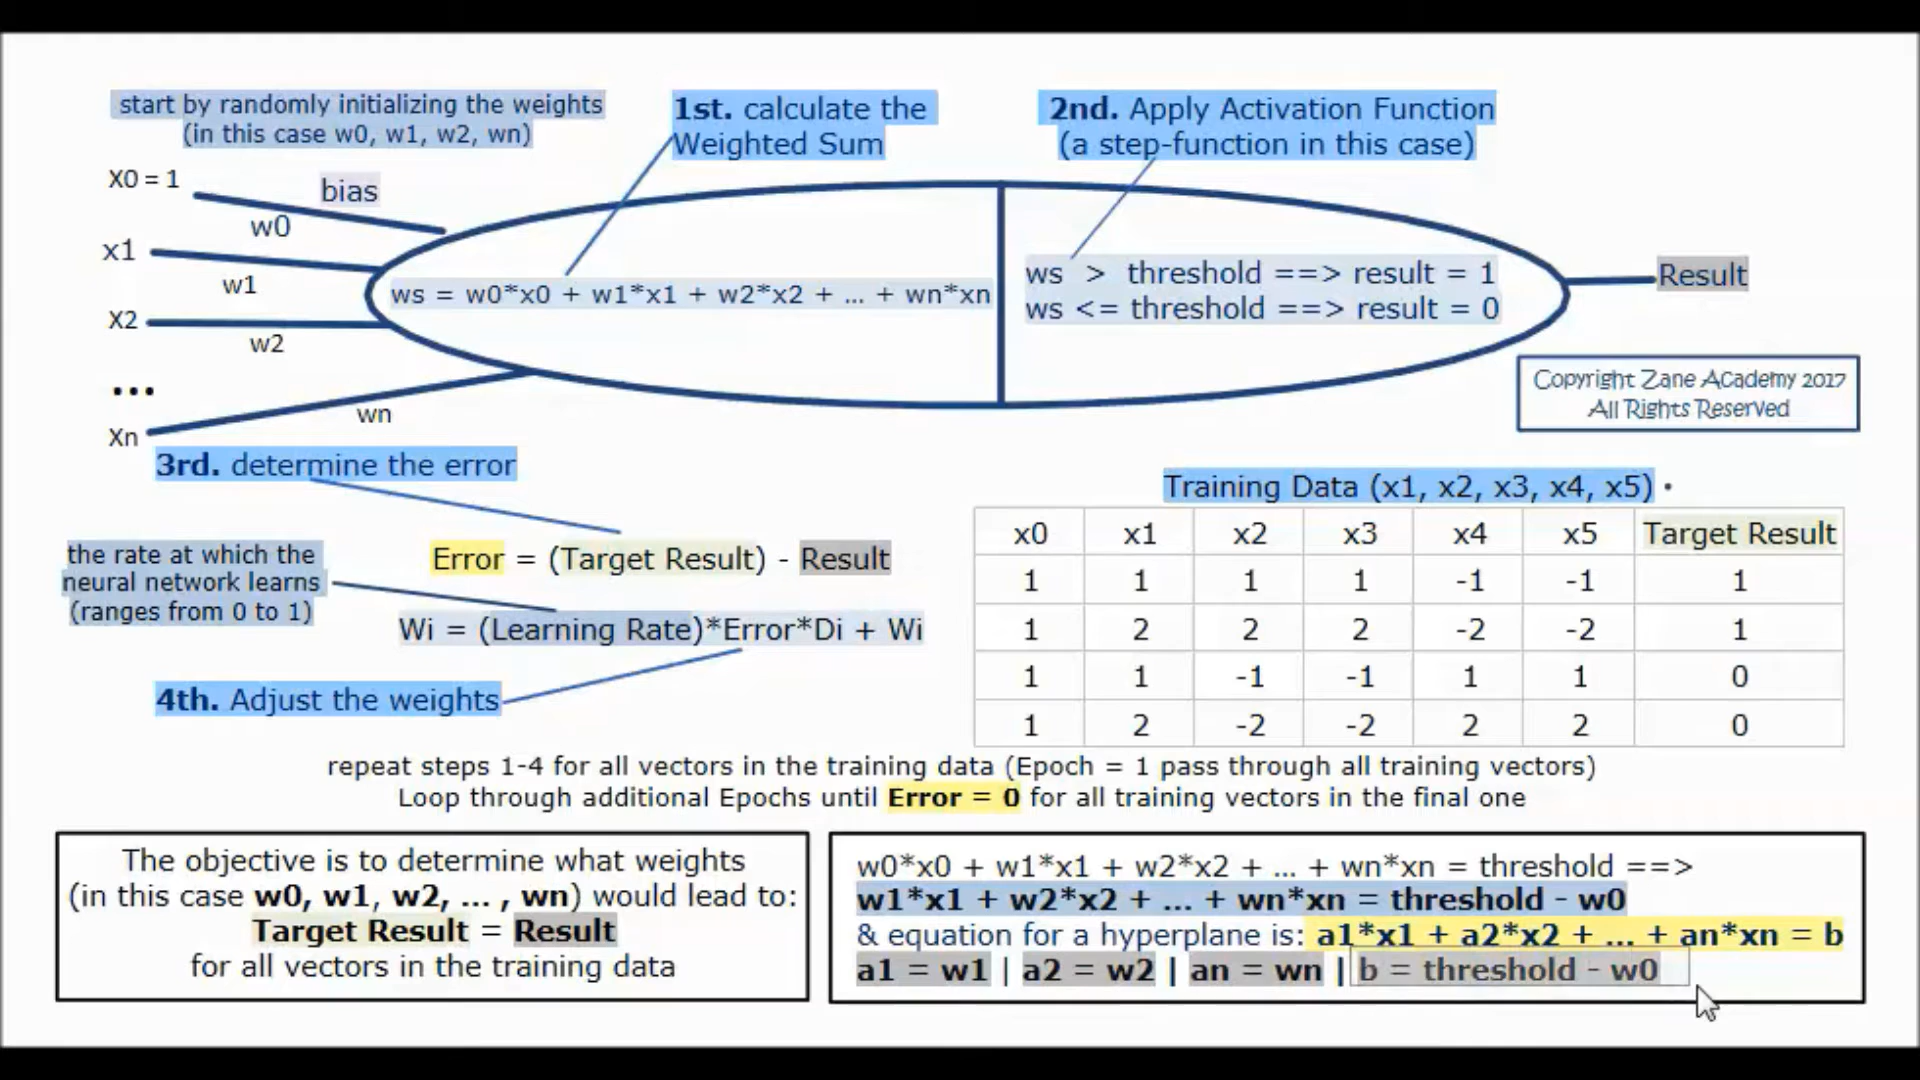 start by randomly initializing the weights
(in this case w0, w1, w2, wn)
1st. calculate the
Weighted Sum
2nd. Apply Activation Function
(a step-function in this case)
X0 = 1
bias
w0
x1
w1
X2
w2
...
Xn
wn
ws = w0*x0 + w1*x1 + w2*x2 + ... + wn*xn
ws > threshold ==> result = 1
ws <= threshold ==> result = 0
Result
Copyright Zane Academy 2017
All Rights Reserved
3rd. determine the error
the rate at which the
neural network learns
(ranges from 0 to 1)
Error = (Target Result) - Result
Wi = (Learning Rate)*Error*Di + Wi
4th. Adjust the weights
Training Data (x1, x2, x3, x4, x5)
x0 x1 x2 x3 x4 x5 Target Result
1 1 1 1 -1 -1 1
1 2 2 2 -2 -2 1
1 1 -1 -1 1 1 0
1 2 -2 -2 2 2 0
repeat steps 1-4 for all vectors in the training data (Epoch = 1 pass through all training vectors)
Loop through additional Epochs until Error = 0 for all training vectors in the final one
The objective is to determine what weights
(in this case w0, w1, w2, ... , wn) would lead to:
Target Result = Result
for all vectors in the training data
w0*x0 + w1*x1 + w2*x2 + ... + wn*xn = threshold ==>
w1*x1 + w2*x2 + ... + wn*xn = threshold - w0
& equation for a hyperplane is: a1*x1 + a2*x2 + ... + an*xn = b
a1 = w1 | a2 = w2 | an = wn | b = threshold - w0